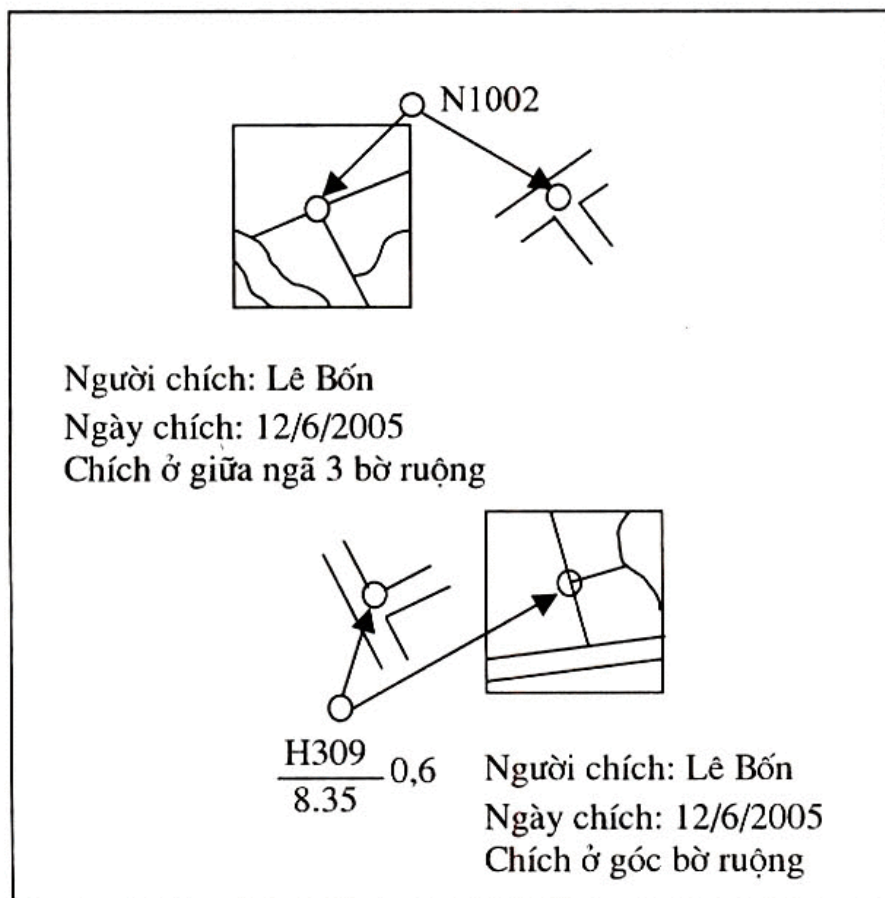 N1002
Người chích: Lê Bốn
Ngày chích: 12/6/2005
Chích ở giữa ngã 3 bờ ruộng
H309
8.35
0,6
Người chích: Lê Bốn
Ngày chích: 12/6/2005
Chích ở góc bờ ruộng